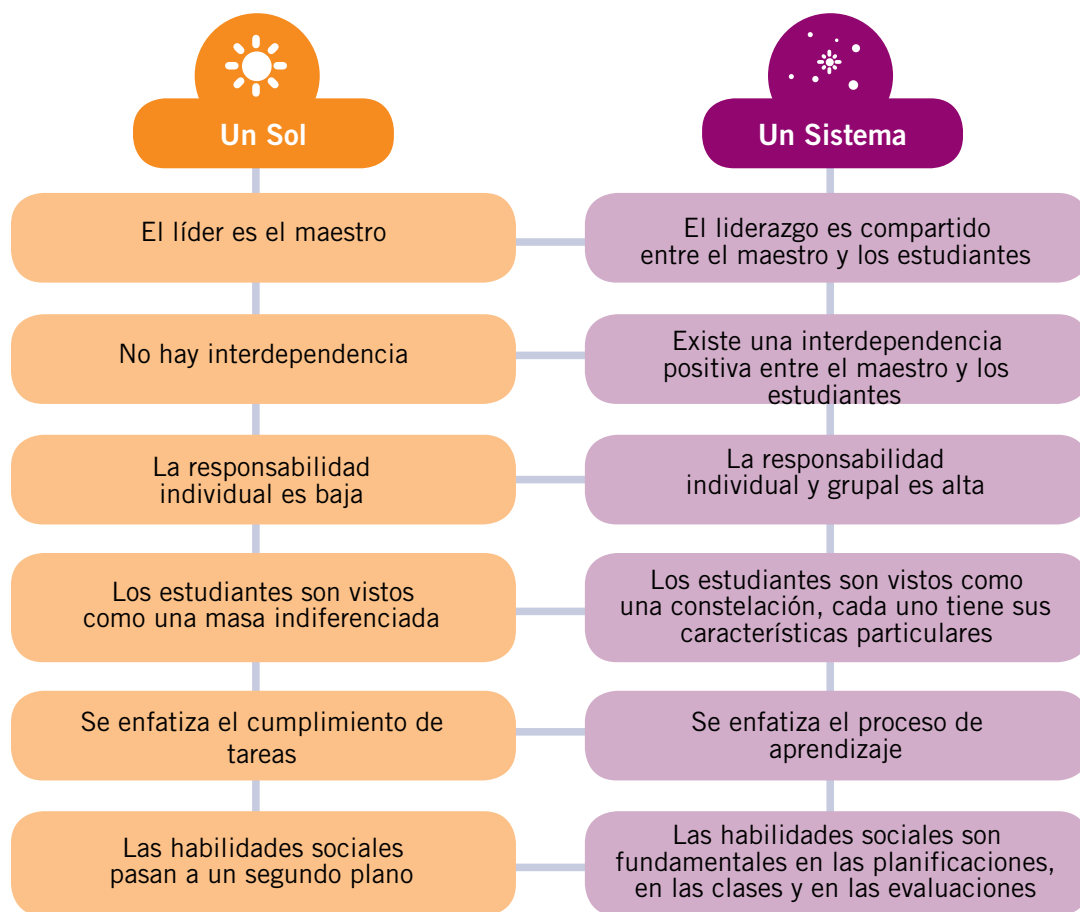 Un Sol
Un Sistema
El líder es el maestro
El liderazgo es compartido
entre el maestro y los estudiantes
No hay interdependencia
Existe una interdependencia
positiva entre el maestro y los
estudiantes
La responsabilidad
individual es baja
La responsabilidad
individual y grupal es alta
Los estudiantes son vistos
como una masa indiferenciada
Los estudiantes son vistos como
una constelación, cada uno tiene sus
características particulares
Se enfatiza el cumplimiento de
tareas
Se enfatiza el proceso de
aprendizaje
Las habilidades sociales
pasan a un segundo plano
Las habilidades sociales son
fundamentales en las planificaciones,
en las clases y en las evaluaciones